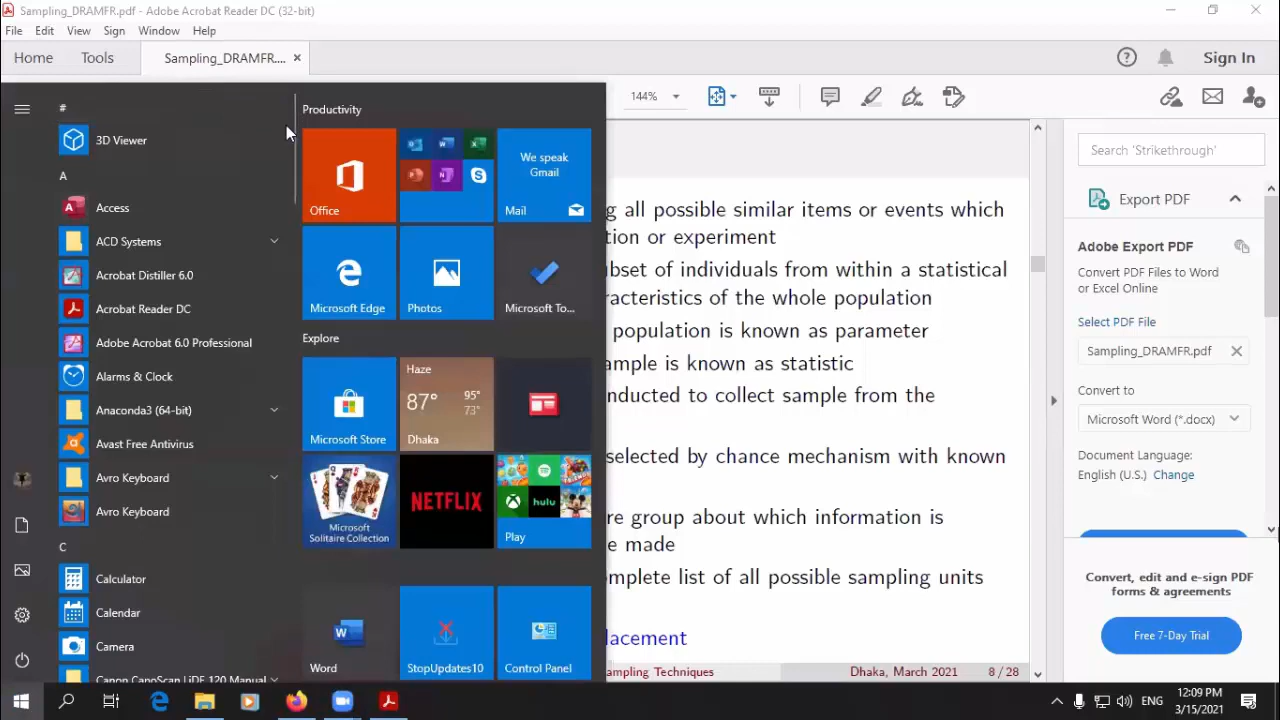 Sampling_DRAMFR.pdf - Adobe Acrobat Reader DC (32-bit)
File Edit View Sign Window Help
Home Tools Sampling_DRAMFR.... Sign In
144%
#
3D Viewer
A
Access
ACD Systems
Acrobat Distiller 6.0
Acrobat Reader DC
Adobe Acrobat 6.0 Professional
Alarms & Clock
Anaconda3 (64-bit)
Avast Free Antivirus
Avro Keyboard
Avro Keyboard
C
Calculator
Calendar
Camera
Canon CanoScan LiDE 120 Manual
Productivity
Office
We speak
Gmail
Mail
Microsoft Edge
Photos
Microsoft To...
Explore
Microsoft Store
Haze
87° 95°
73°
Dhaka
Microsoft
Solitaire Collection
NETFLIX
hulu
Play
Word
StopUpdates10
Control Panel
g all possible similar items or events which
tion or experiment
ubset of individuals from within a statistical
racteristics of the whole population
population is known as parameter
ample is known as statistic
nducted to collect sample from the
selected by chance mechanism with known
re group about which information is
e made
mplete list of all possible sampling units
lacement
ampling Techniques Dhaka, March 2021 8 / 28
Search 'Strikethrough'
Export PDF
Adobe Export PDF
Convert PDF Files to Word
or Excel Online
Select PDF File
Sampling_DRAMFR.pdf
Convert to
Microsoft Word (*.docx)
Document Language:
English (U.S.) Change
Convert, edit and e-sign PDF
forms & agreements
Free 7-Day Trial
ENG
12:09 PM
3/15/2021